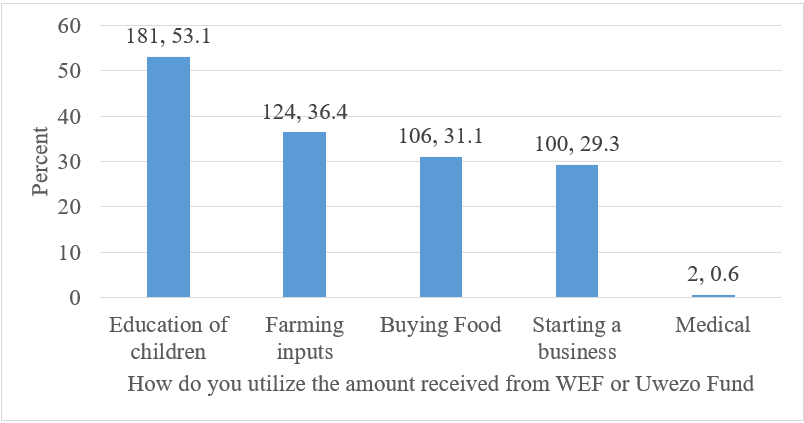 60
50
40
30
20
10
0
Percent
181, 53.1
124, 36.4
106, 31.1
100, 29.3
2, 0.6
Education of
children
Farming
inputs
Buying Food
Starting a
business
Medical
How do you utilize the amount received from WEF or Uwezo Fund